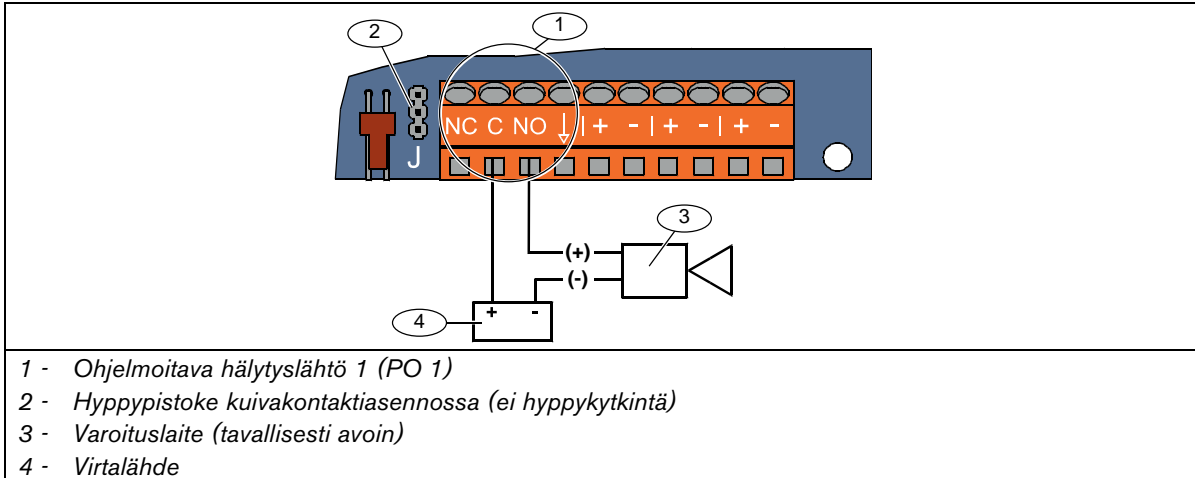 2
1
NC C NO ⏚ | + - | + - | + -
J
3
(+)
(-)
4
+ -
1 - Ohjelmoitava hälytyslähtö 1 (PO 1)
2 - Hyppypistoke kuivakontaktiasennossa (ei hyppykytkintä)
3 - Varoituslaite (tavallisesti avoin)
4 - Virtalähde